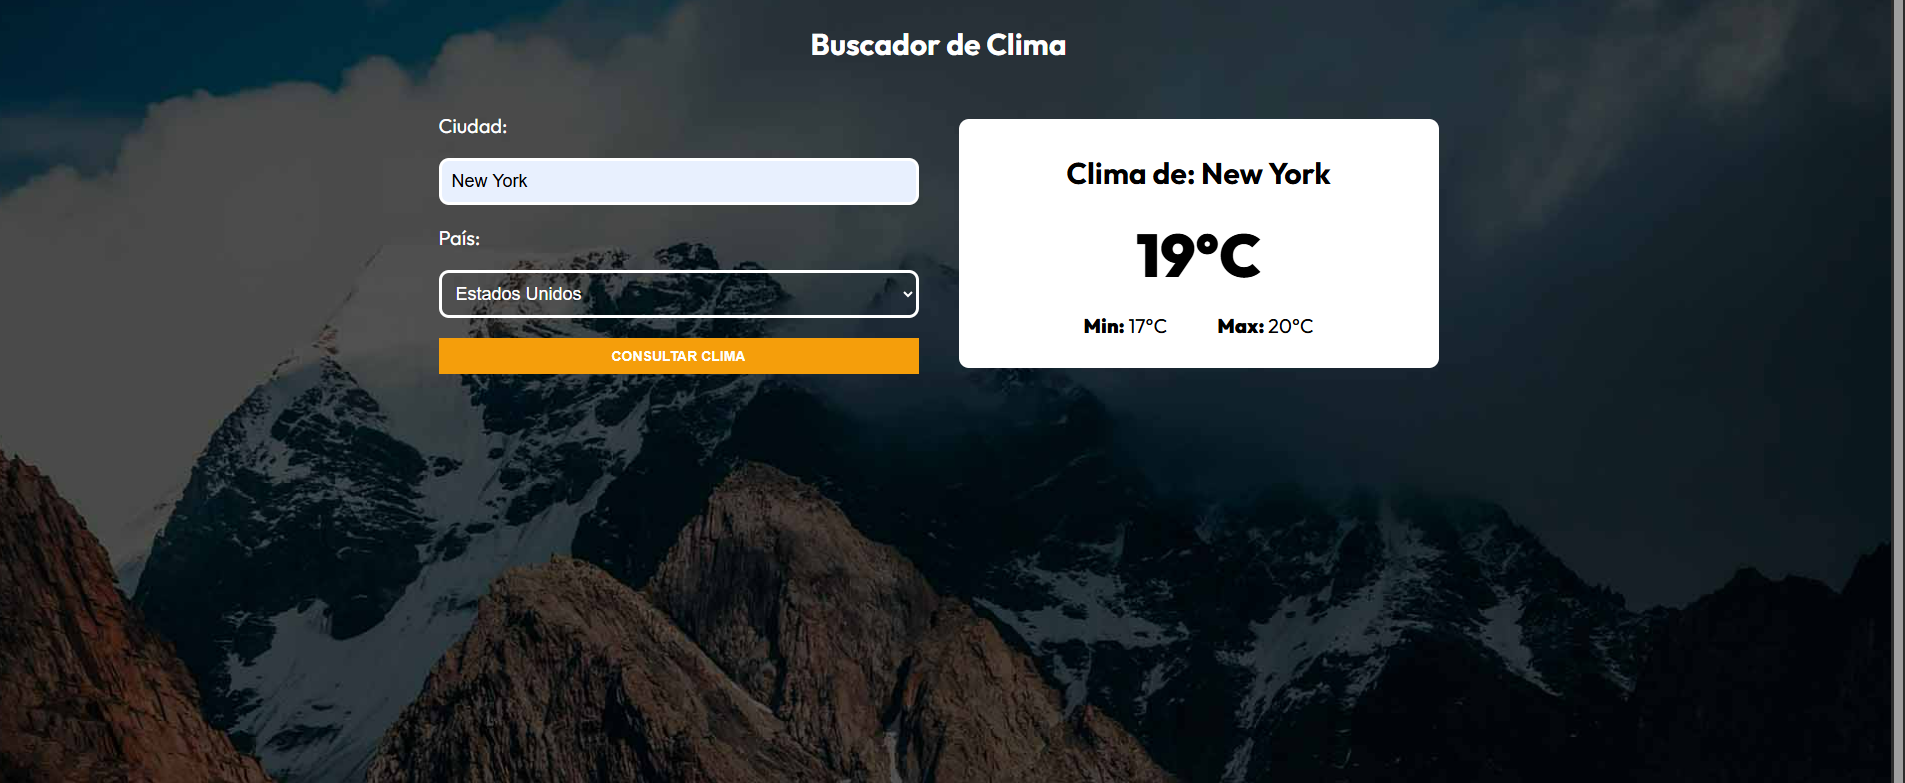 Buscador de Clima
Ciudad:
New York
País:
Estados Unidos
CONSULTAR CLIMA
Clima de: New York
19°C
Min: 17°C Max: 20°C